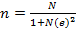 n = N / 1+N(e)²